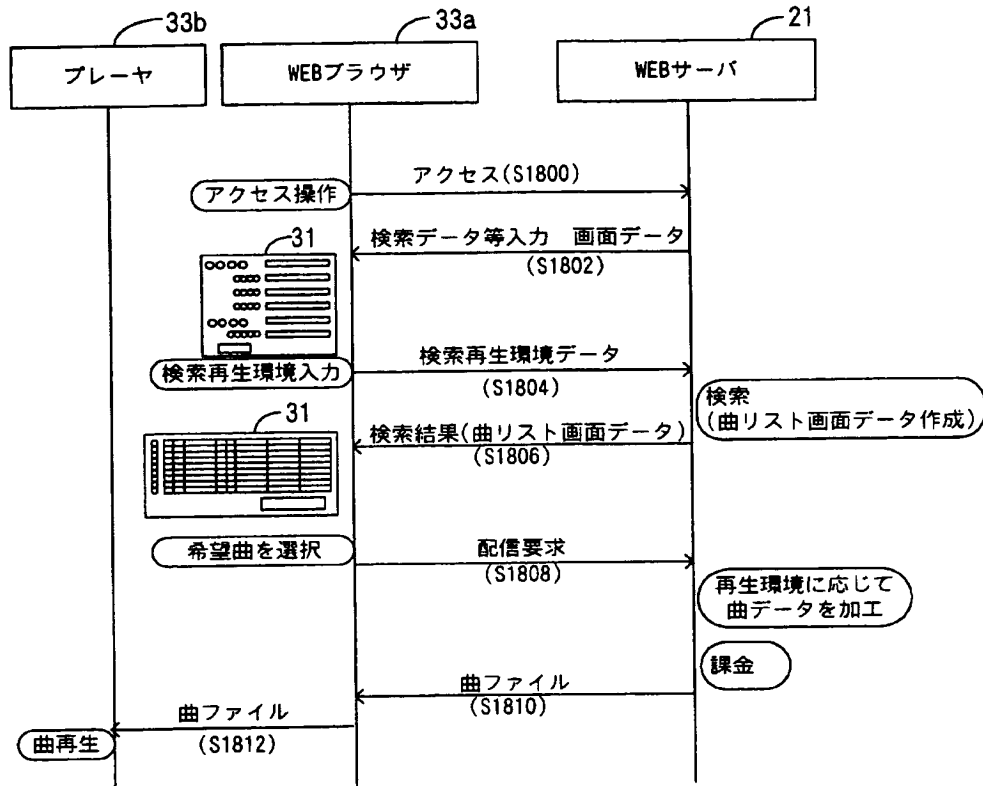 33b
33a
21
プレーヤ
WEBブラウザ
WEBサーバ
アクセス(S1800)
アクセス操作
検索データ等入力 画面データ
(S1802)
31
検索再生環境入力
検索再生環境データ
(S1804)
検索
(曲リスト画面データ作成)
31
検索結果(曲リスト画面データ)
(S1806)
希望曲を選択
配信要求
(S1808)
再生環境に応じて
曲データを加工
課金
曲ファイル
(S1810)
曲ファイル
(S1812)
曲再生